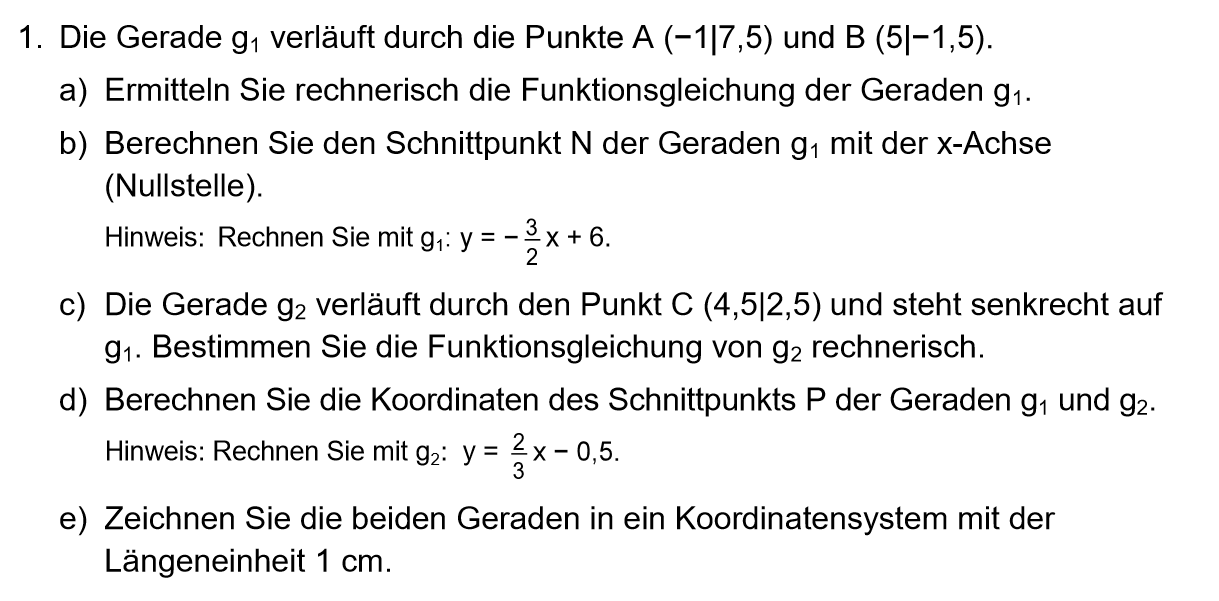 1. Die Gerade g₁ verläuft durch die Punkte A (−1|7,5) und B (5|−1,5).
a) Ermitteln Sie rechnerisch die Funktionsgleichung der Geraden g₁.
b) Berechnen Sie den Schnittpunkt N der Geraden g₁ mit der x-Achse
(Nullstelle).
Hinweis: Rechnen Sie mit g₁: y = −3/2 x + 6.
c) Die Gerade g₂ verläuft durch den Punkt C (4,5|2,5) und steht senkrecht auf
g₁. Bestimmen Sie die Funktionsgleichung von g₂ rechnerisch.
d) Berechnen Sie die Koordinaten des Schnittpunkts P der Geraden g₁ und g₂.
Hinweis: Rechnen Sie mit g₂: y = 2/3 x − 0,5.
e) Zeichnen Sie die beiden Geraden in ein Koordinatensystem mit der
Längeneinheit 1 cm.